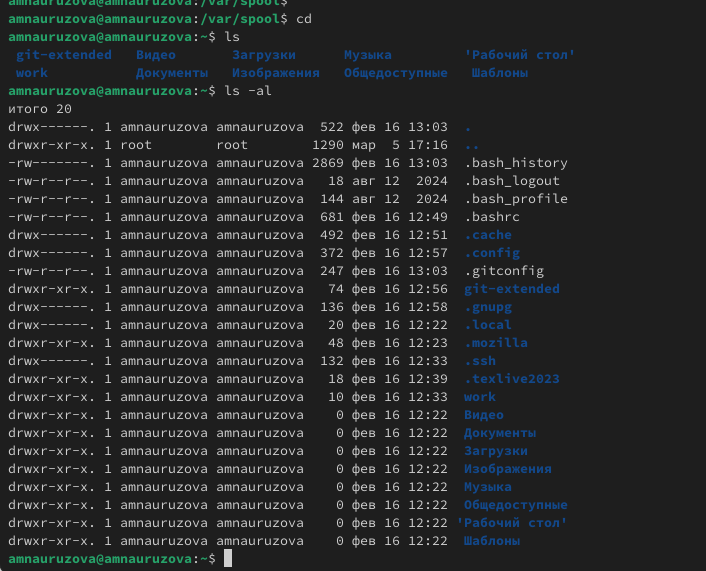 amnauruzova@amnauruzova:/var/spool$
amnauruzova@amnauruzova:/var/spool$ cd
amnauruzova@amnauruzova:~$ ls
git-extended Видео Загрузки Музыка 'Рабочий стол'
work Документы Изображения Общедоступные Шаблоны
amnauruzova@amnauruzova:~$ ls -al
итого 20
drwx------. 1 amnauruzova amnauruzova 522 фев 16 13:03 .
drwxr-xr-x. 1 root root 1290 мар 5 17:16 ..
-rw-------. 1 amnauruzova amnauruzova 2869 фев 16 13:03 .bash_history
-rw-r--r--. 1 amnauruzova amnauruzova 18 авг 12 2024 .bash_logout
-rw-r--r--. 1 amnauruzova amnauruzova 144 авг 12 2024 .bash_profile
-rw-r--r--. 1 amnauruzova amnauruzova 681 фев 16 12:49 .bashrc
drwx------. 1 amnauruzova amnauruzova 492 фев 16 12:51 .cache
drwx------. 1 amnauruzova amnauruzova 372 фев 16 12:57 .config
-rw-r--r--. 1 amnauruzova amnauruzova 247 фев 16 13:03 .gitconfig
drwxr-xr-x. 1 amnauruzova amnauruzova 74 фев 16 12:56 git-extended
drwx------. 1 amnauruzova amnauruzova 136 фев 16 12:58 .gnupg
drwx------. 1 amnauruzova amnauruzova 20 фев 16 12:22 .local
drwxr-xr-x. 1 amnauruzova amnauruzova 48 фев 16 12:23 .mozilla
drwx------. 1 amnauruzova amnauruzova 132 фев 16 12:33 .ssh
drwxr-xr-x. 1 amnauruzova amnauruzova 18 фев 16 12:39 .texlive2023
drwxr-xr-x. 1 amnauruzova amnauruzova 10 фев 16 12:33 work
drwxr-xr-x. 1 amnauruzova amnauruzova 0 фев 16 12:22 Видео
drwxr-xr-x. 1 amnauruzova amnauruzova 0 фев 16 12:22 Документы
drwxr-xr-x. 1 amnauruzova amnauruzova 0 фев 16 12:22 Загрузки
drwxr-xr-x. 1 amnauruzova amnauruzova 0 фев 16 12:22 Изображения
drwxr-xr-x. 1 amnauruzova amnauruzova 0 фев 16 12:22 Музыка
drwxr-xr-x. 1 amnauruzova amnauruzova 0 фев 16 12:22 Общедоступные
drwxr-xr-x. 1 amnauruzova amnauruzova 0 фев 16 12:22 'Рабочий стол'
drwxr-xr-x. 1 amnauruzova amnauruzova 0 фев 16 12:22 Шаблоны
amnauruzova@amnauruzova:~$